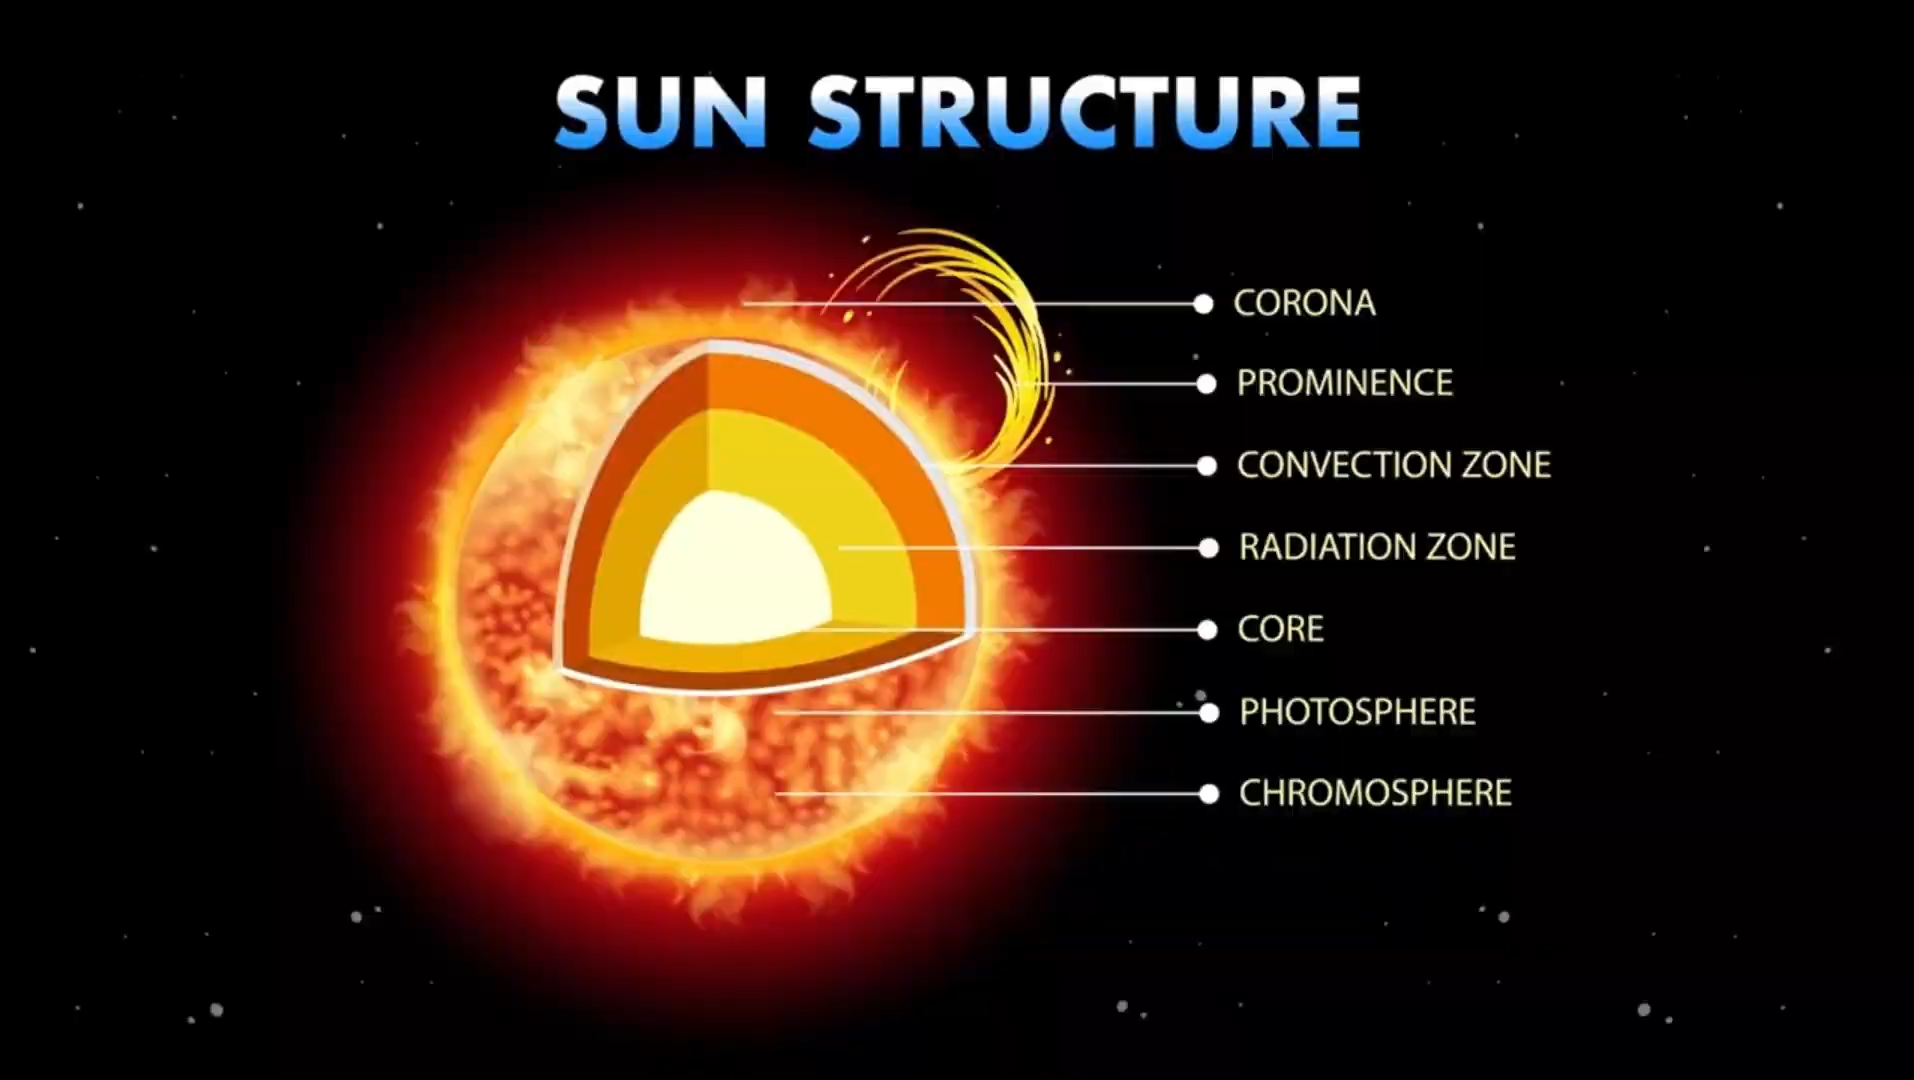 SUN STRUCTURE
CORONA
PROMINENCE
CONVECTION ZONE
RADIATION ZONE
CORE
PHOTOSPHERE
CHROMOSPHERE